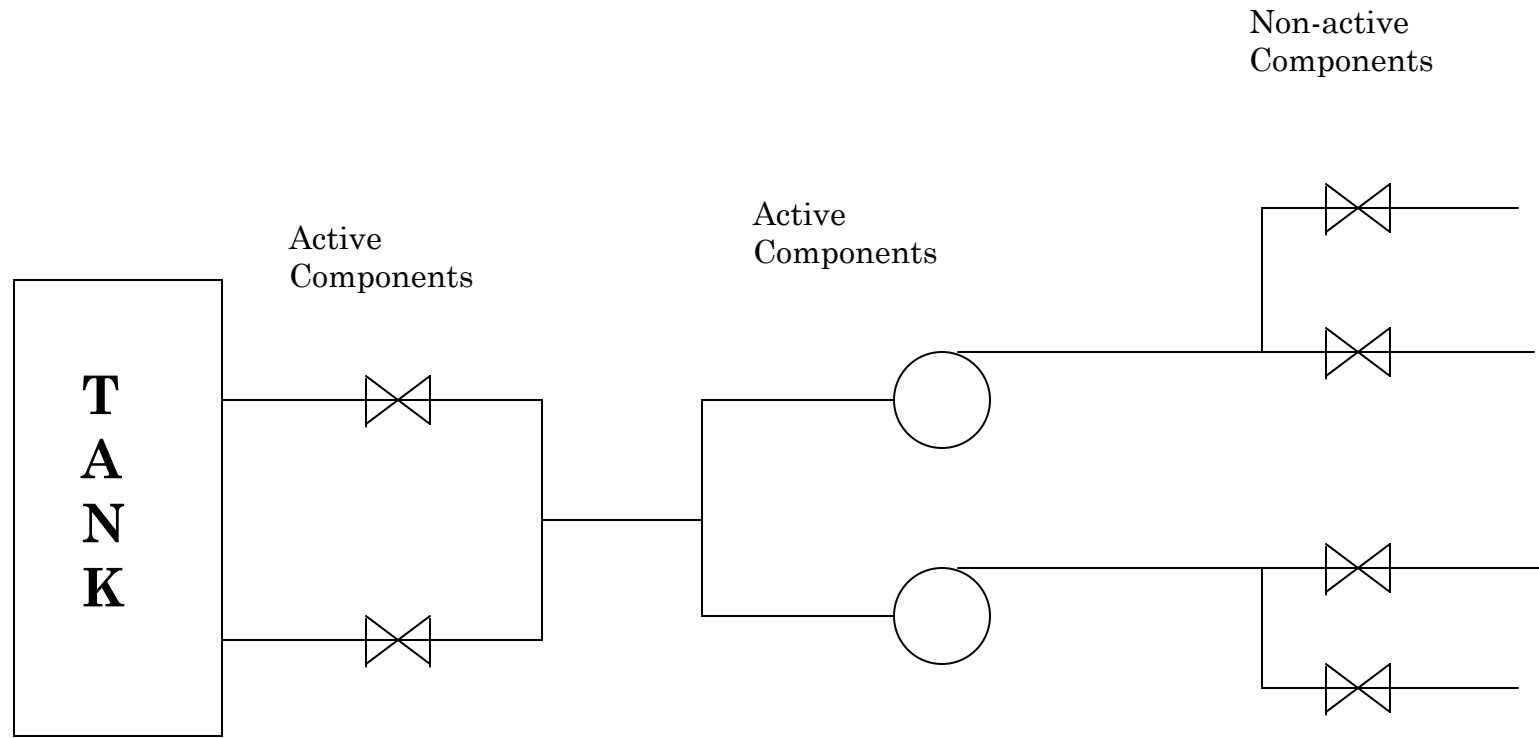 Non-active
Components
Active
Components
Active
Components
T
A
N
K